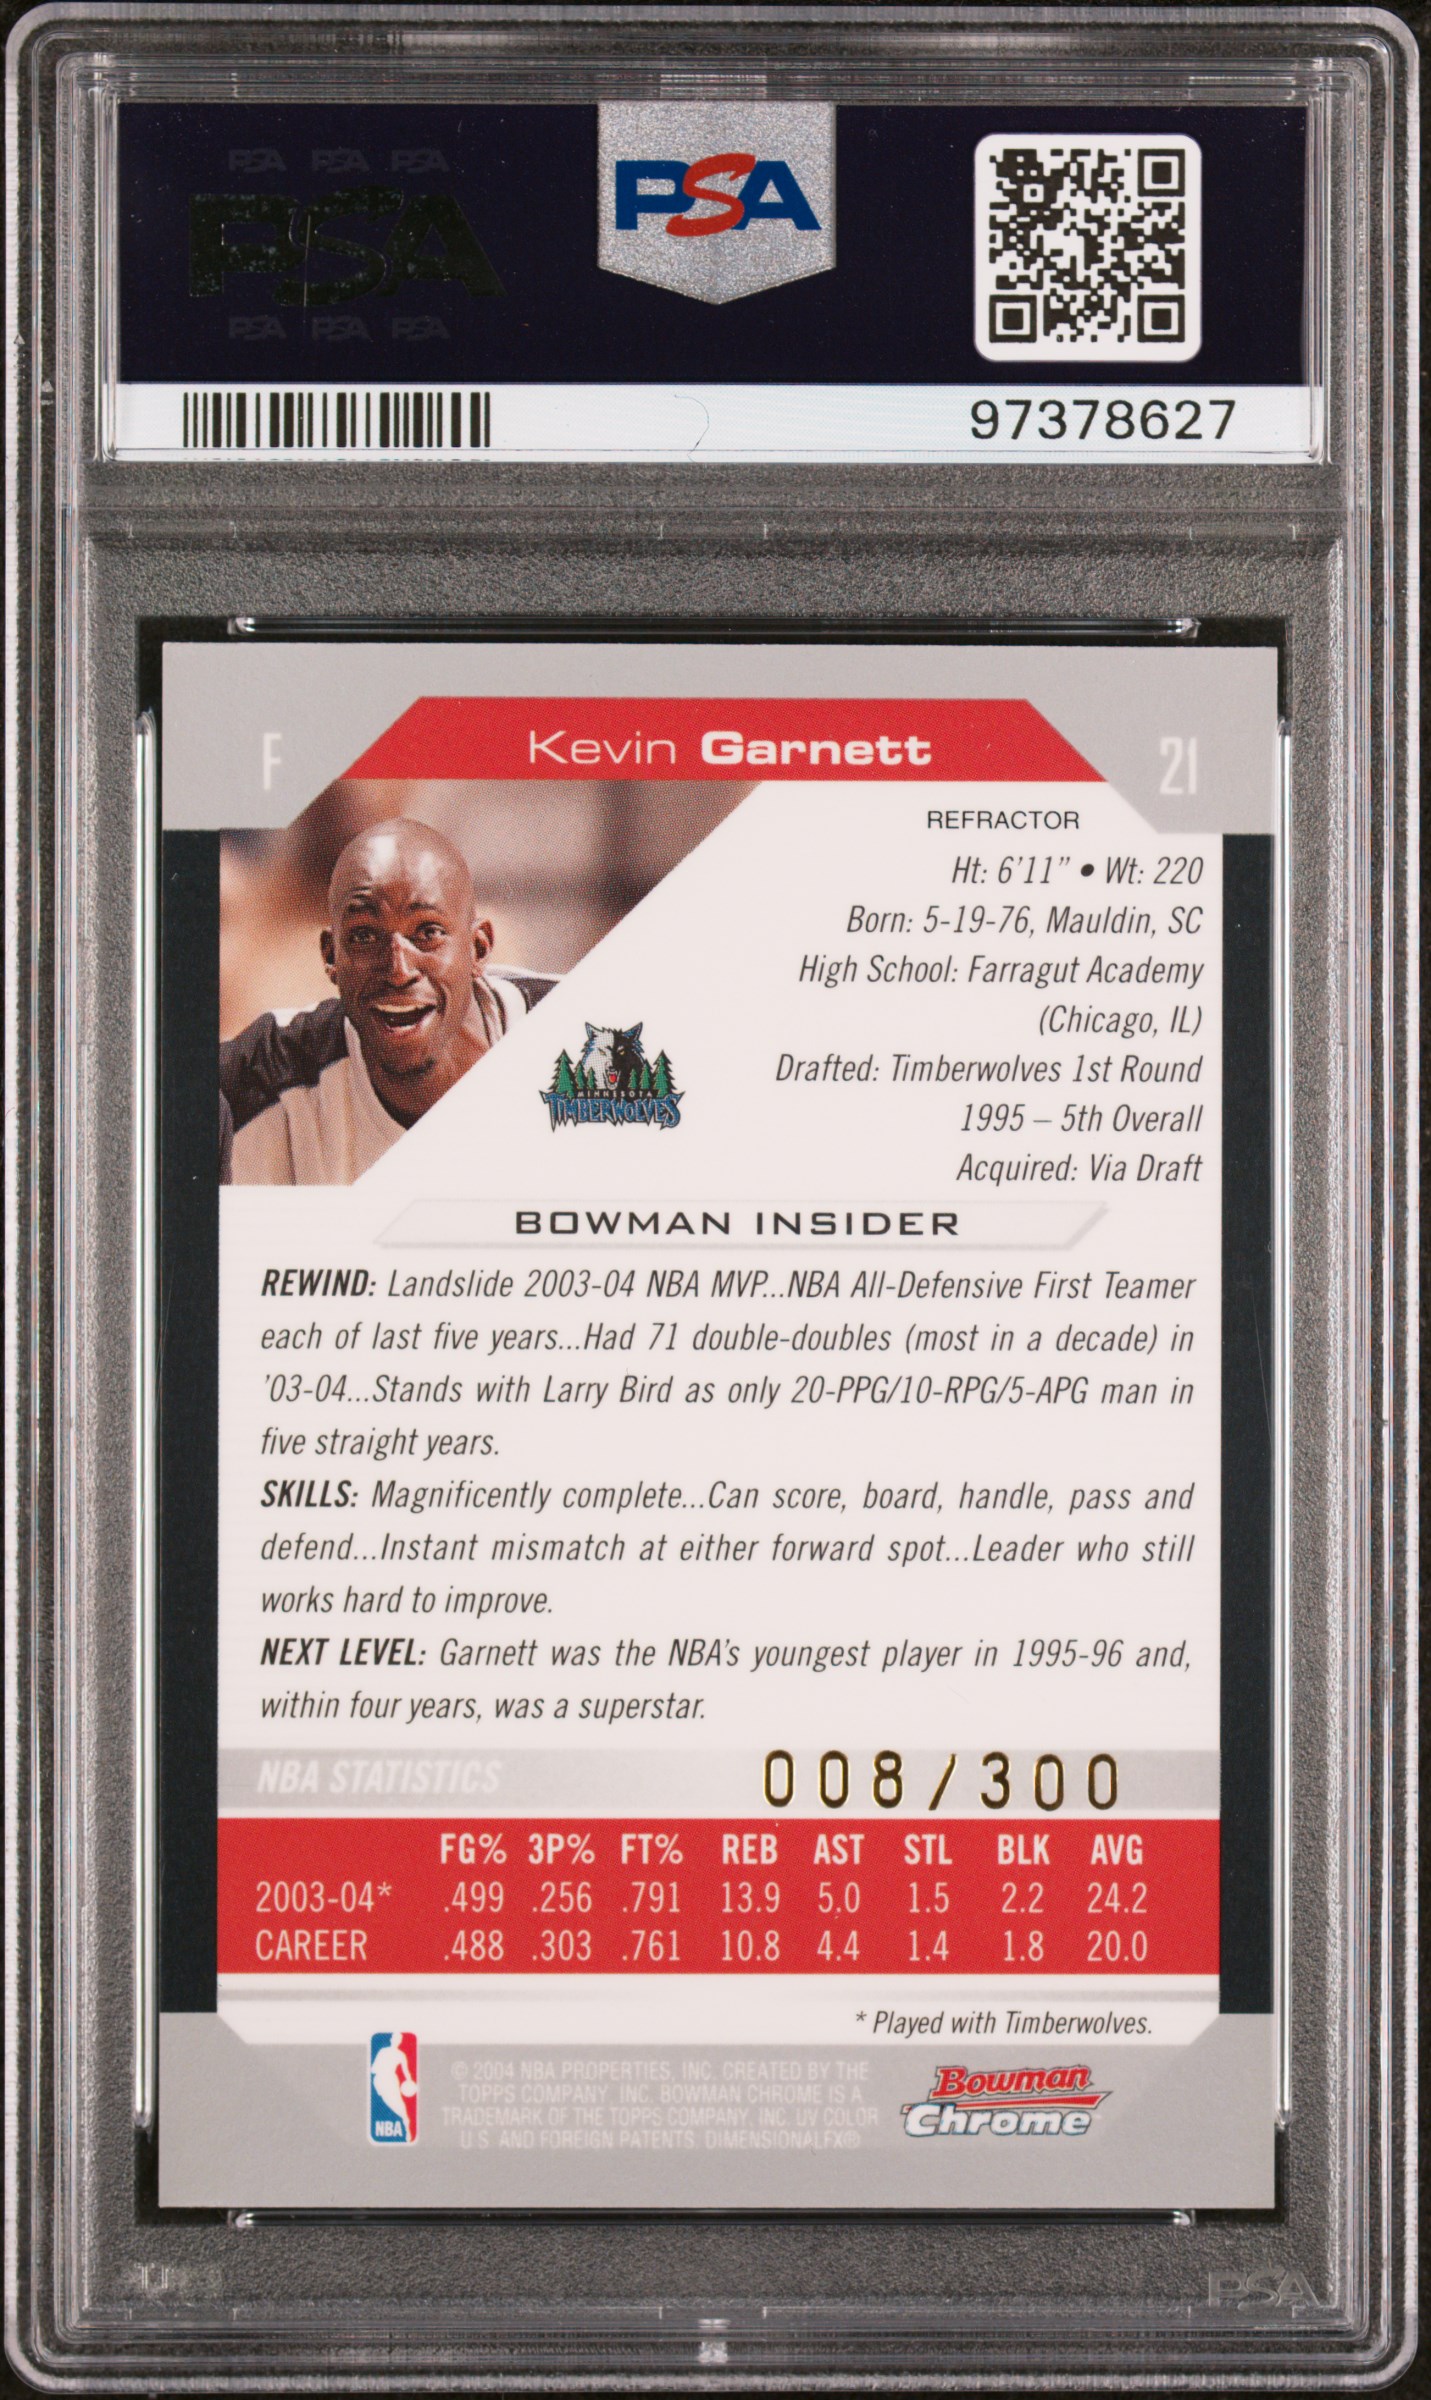 PSA PSA PSA
PSA
PSA PSA PSA
PSA
97378627
F
Kevin Garnett
21
REFRACTOR
Ht: 6'11" • Wt: 220
Born: 5-19-76, Mauldin, SC
High School: Farragut Academy
(Chicago, IL)
Drafted: Timberwolves 1st Round
1995 – 5th Overall
Acquired: Via Draft
MINNESOTA
TIMBERWOLVES
BOWMAN INSIDER
REWIND: Landslide 2003-04 NBA MVP...NBA All-Defensive First Teamer
each of last five years...Had 71 double-doubles (most in a decade) in
'03-04...Stands with Larry Bird as only 20-PPG/10-RPG/5-APG man in
five straight years.
SKILLS: Magnificently complete...Can score, board, handle, pass and
defend...Instant mismatch at either forward spot...Leader who still
works hard to improve.
NEXT LEVEL: Garnett was the NBA's youngest player in 1995-96 and,
within four years, was a superstar.
NBA STATISTICS 008/300
FG% 3P% FT% REB AST STL BLK AVG
2003-04* .499 .256 .791 13.9 5.0 1.5 2.2 24.2
CAREER .488 .303 .761 10.8 4.4 1.4 1.8 20.0
* Played with Timberwolves.
NBA
© 2004 NBA PROPERTIES, INC. CREATED BY THE
TOPPS COMPANY, INC. BOWMAN CHROME IS A
TRADEMARK OF THE TOPPS COMPANY, INC. UV COLOR
U.S. AND FOREIGN PATENTS. DIMENSIONALFX®
Bowman
Chrome
PSA